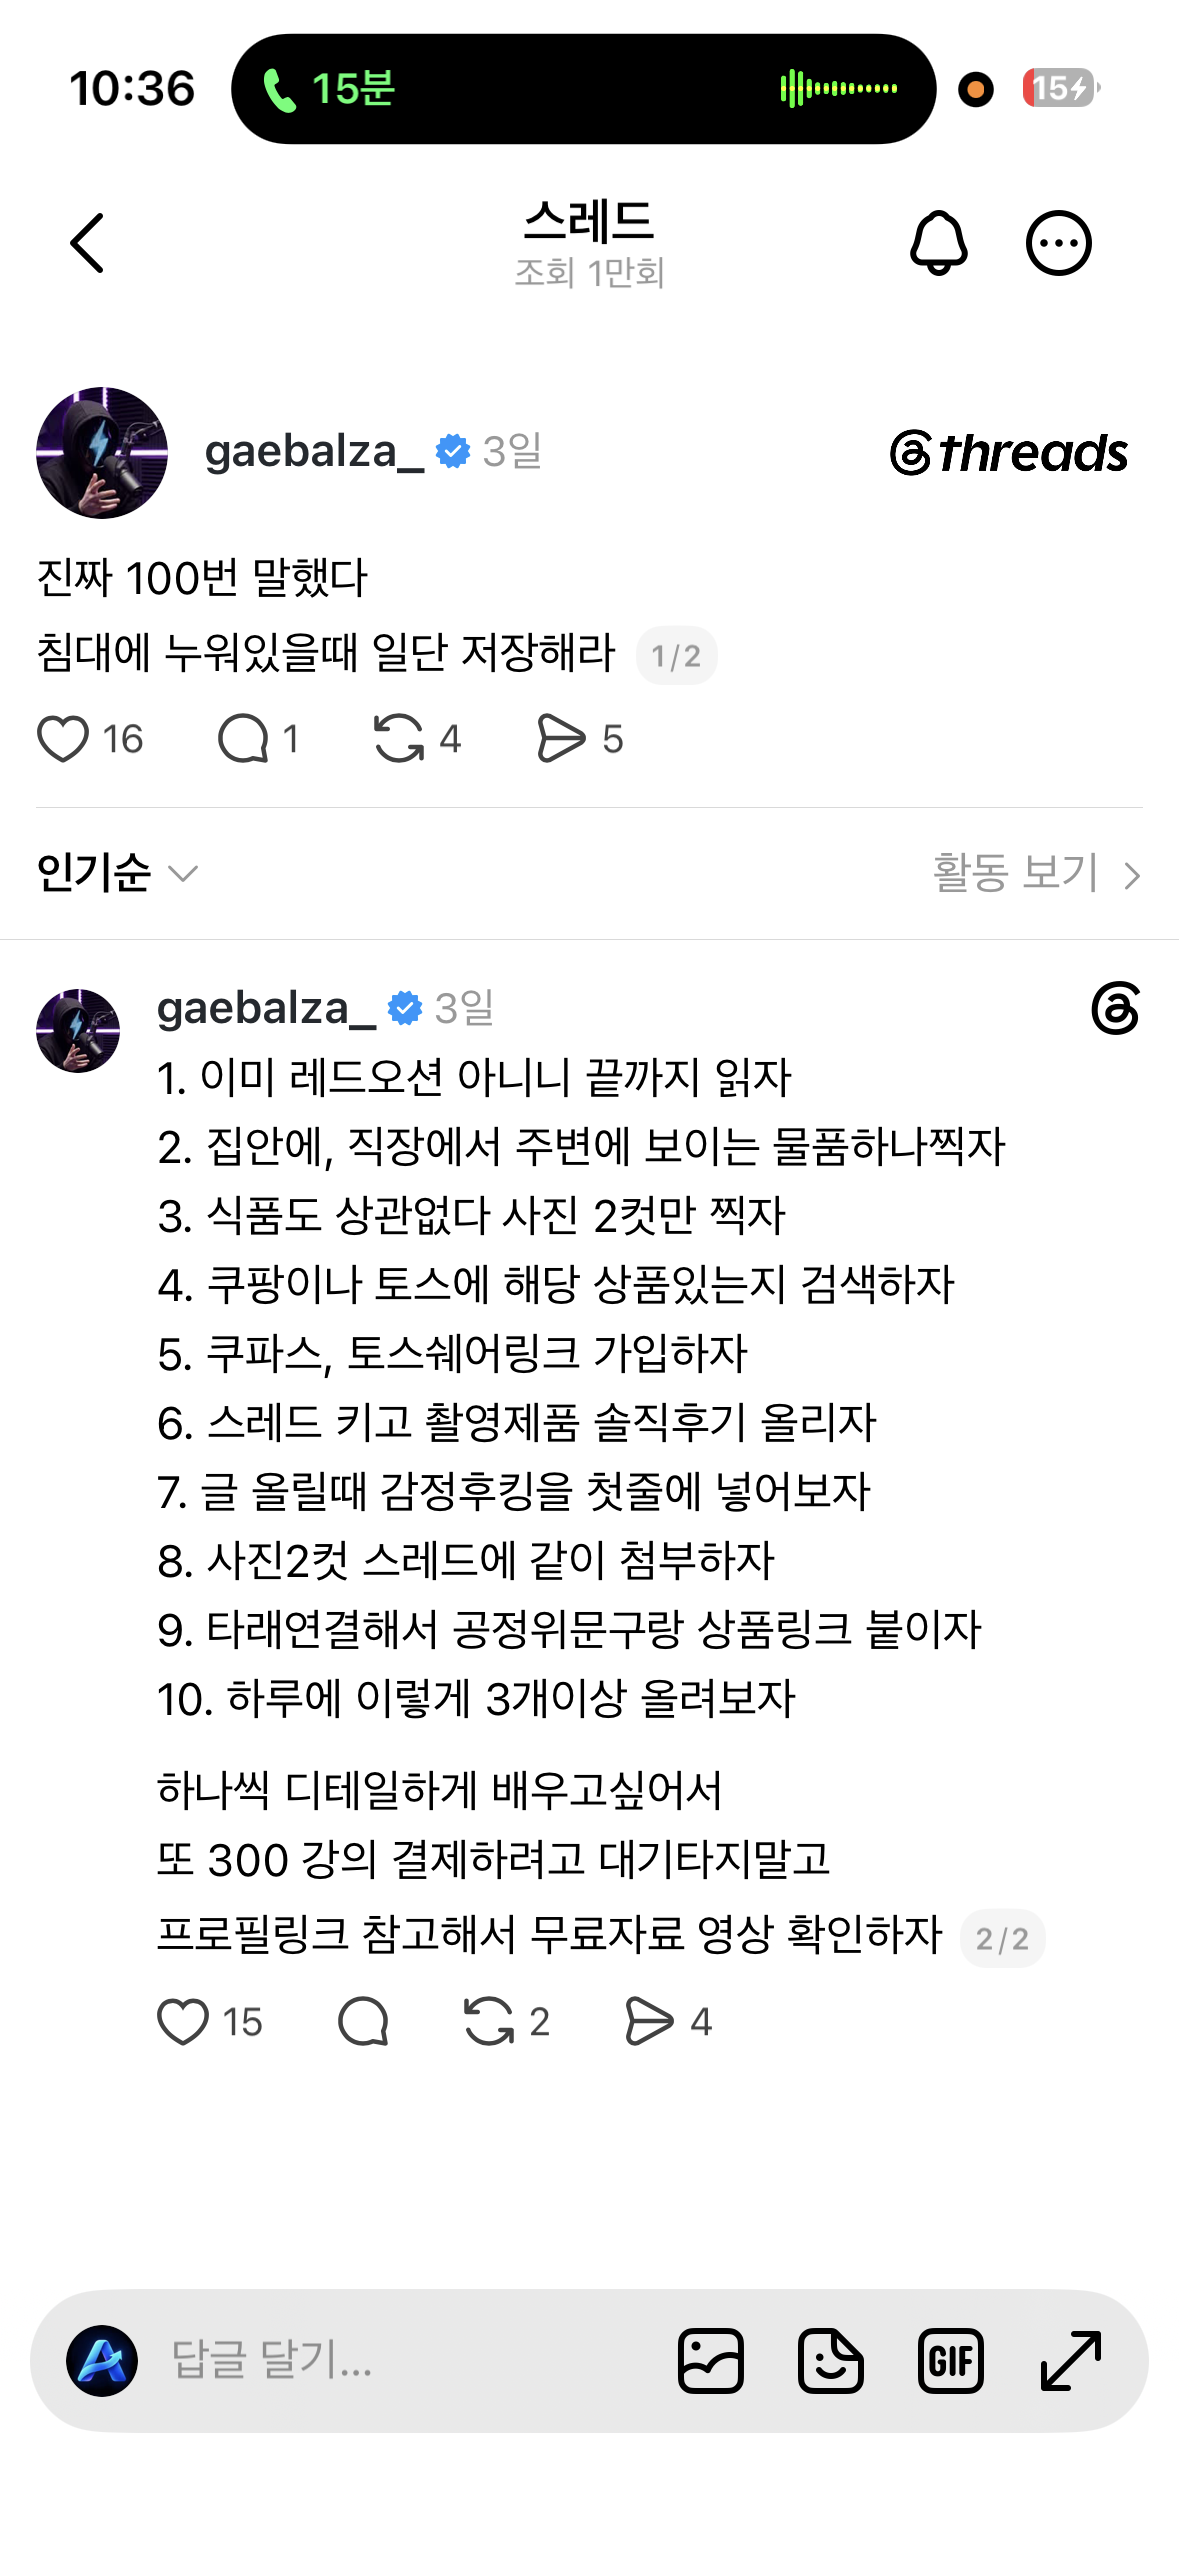 10:36
15분
15
스레드
조회 1만회
gaebalza_ 3일
threads
진짜 100번 말했다
침대에 누워있을때 일단 저장해라 1/2
16 1 4 5
인기순
활동 보기
gaebalza_ 3일
1. 이미 레드오션 아니니 끝까지 읽자
2. 집안에, 직장에서 주변에 보이는 물품하나찍자
3. 식품도 상관없다 사진 2컷만 찍자
4. 쿠팡이나 토스에 해당 상품있는지 검색하자
5. 쿠파스, 토스쉐어링크 가입하자
6. 스레드 키고 촬영제품 솔직후기 올리자
7. 글 올릴때 감정후킹을 첫줄에 넣어보자
8. 사진2컷 스레드에 같이 첨부하자
9. 타래연결해서 공정위문구랑 상품링크 붙이자
10. 하루에 이렇게 3개이상 올려보자
하나씩 디테일하게 배우고싶어서
또 300 강의 결제하려고 대기타지말고
프로필링크 참고해서 무료자료 영상 확인하자 2/2
15 2 4
답글 달기...
GIF